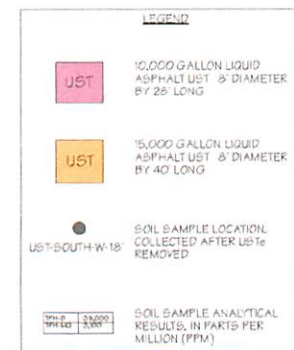 LEGEND
UST
10,000 GALLON LIQUID
ASPHALT UST 8' DIAMETER
BY 28' LONG
UST
15,000 GALLON LIQUID
ASPHALT UST 8' DIAMETER
BY 40' LONG
UST-SOUTH-W-18'
SOIL SAMPLE LOCATION,
COLLECTED AFTER USTs
REMOVED
TPH-D
SOIL SAMPLE ANALYTICAL
RESULTS, IN PARTS PER
MILLION (PPM)